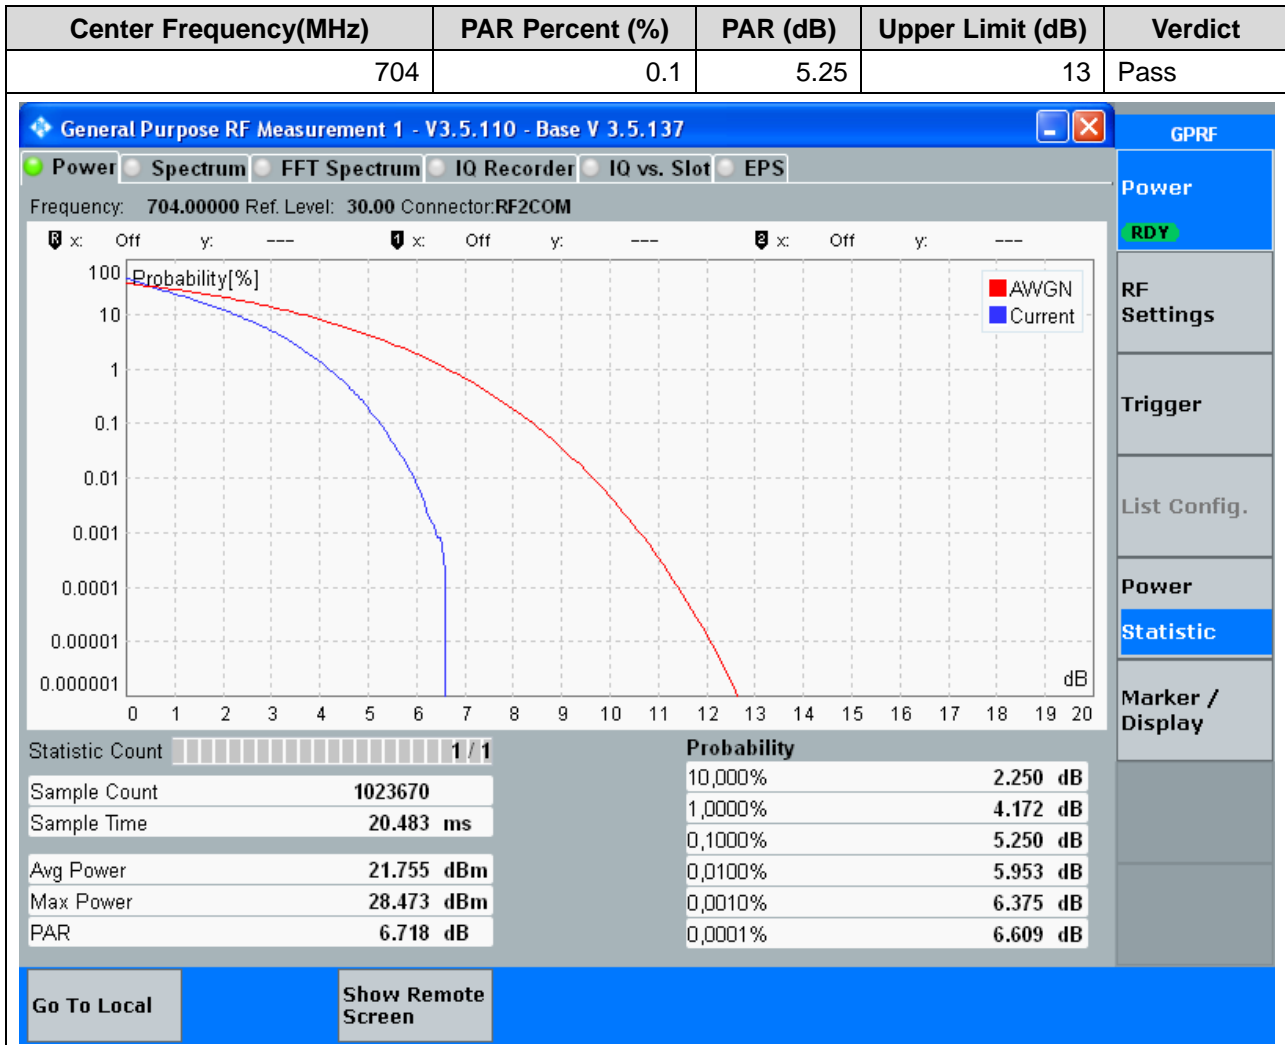 Center Frequency(MHz) PAR Percent (%) PAR (dB) Upper Limit (dB) Verdict
704 0.1 5.25 13 Pass
General Purpose RF Measurement 1 - V3.5.110 - Base V 3.5.137
GPRF
Power Spectrum FFT Spectrum IQ Recorder IQ vs. Slot EPS
Frequency: 704.00000 Ref. Level: 30.00 Connector:RF2COM
R x: Off y: --- 1 x: Off y: --- 2 x: Off y: ---
Probability[%]
AWGN
Current
100
10
1
0.1
0.01
0.001
0.0001
0.00001
0.000001
dB
0 1 2 3 4 5 6 7 8 9 10 11 12 13 14 15 16 17 18 19 20
Statistic Count 1 / 1
Sample Count 1023670
Sample Time 20.483 ms
Avg Power 21.755 dBm
Max Power 28.473 dBm
PAR 6.718 dB
Probability
10,000% 2.250 dB
1,0000% 4.172 dB
0,1000% 5.250 dB
0,0100% 5.953 dB
0,0010% 6.375 dB
0,0001% 6.609 dB
Power
RDY
RF
Settings
Trigger
List Config.
Power
Statistic
Marker /
Display
Go To Local
Show Remote
Screen